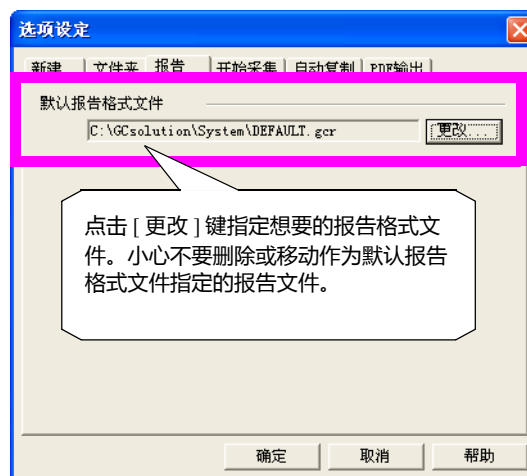 选项设定
新建 文件夹 报告 开始采集 自动复制 PDF输出
默认报告格式文件
C:\GCsolution\System\DEFAULT.gcr 更改...
点击 [ 更改 ] 键指定想要的报告格式文
件。小心不要删除或移动作为默认报告
格式文件指定的报告文件。
确定 取消 帮助